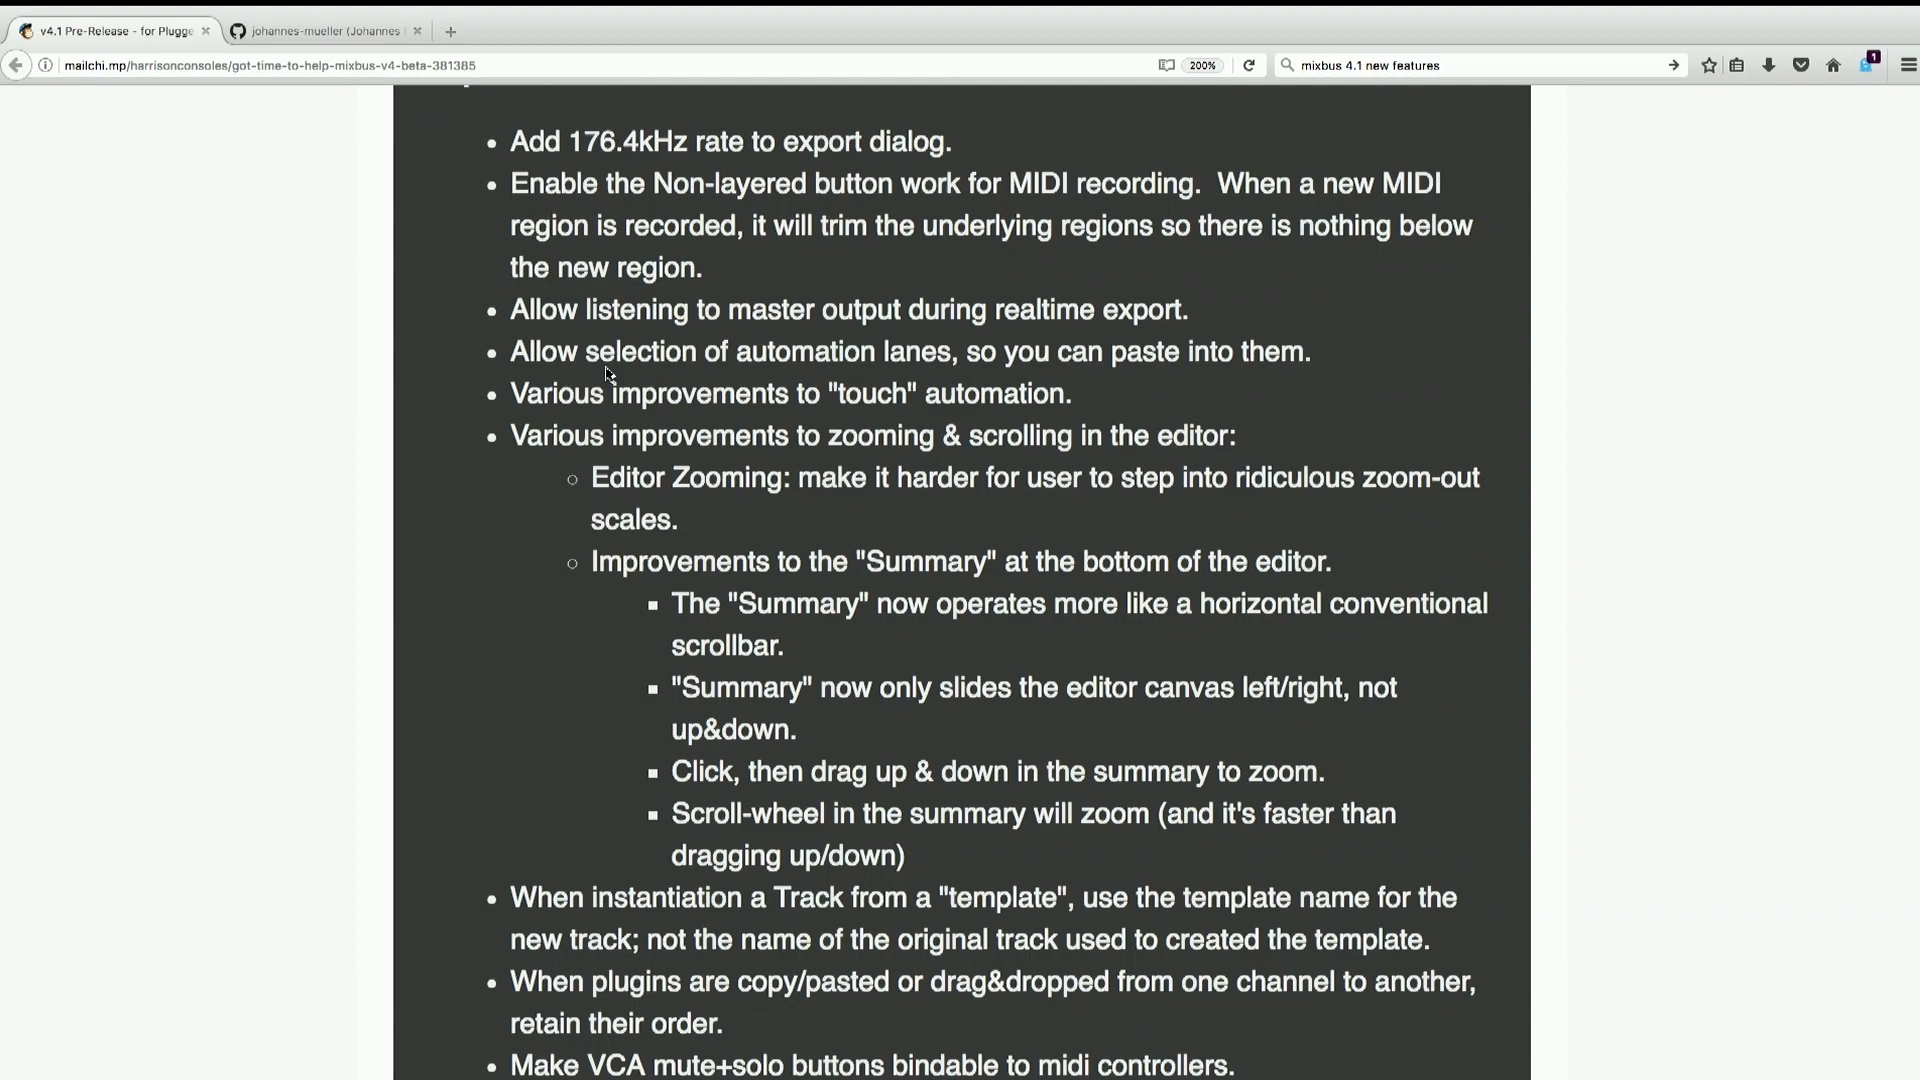 v4.1 Pre-Release - for Plugge
johannes-mueller (Johannes
mailchi.mp/harrisonconsoles/got-time-to-help-mixbus-v4-beta-381385
200%
mixbus 4.1 new features
1
Add 176.4kHz rate to export dialog.
Enable the Non-layered button work for MIDI recording.  When a new MIDI
region is recorded, it will trim the underlying regions so there is nothing below
the new region.
Allow listening to master output during realtime export.
Allow selection of automation lanes, so you can paste into them.
Various improvements to "touch" automation.
Various improvements to zooming & scrolling in the editor:
Editor Zooming: make it harder for user to step into ridiculous zoom-out
scales.
Improvements to the "Summary" at the bottom of the editor.
The "Summary" now operates more like a horizontal conventional
scrollbar.
"Summary" now only slides the editor canvas left/right, not
up&down.
Click, then drag up & down in the summary to zoom.
Scroll-wheel in the summary will zoom (and it's faster than
dragging up/down)
When instantiation a Track from a "template", use the template name for the
new track; not the name of the original track used to created the template.
When plugins are copy/pasted or drag&dropped from one channel to another,
retain their order.
Make VCA mute+solo buttons bindable to midi controllers.